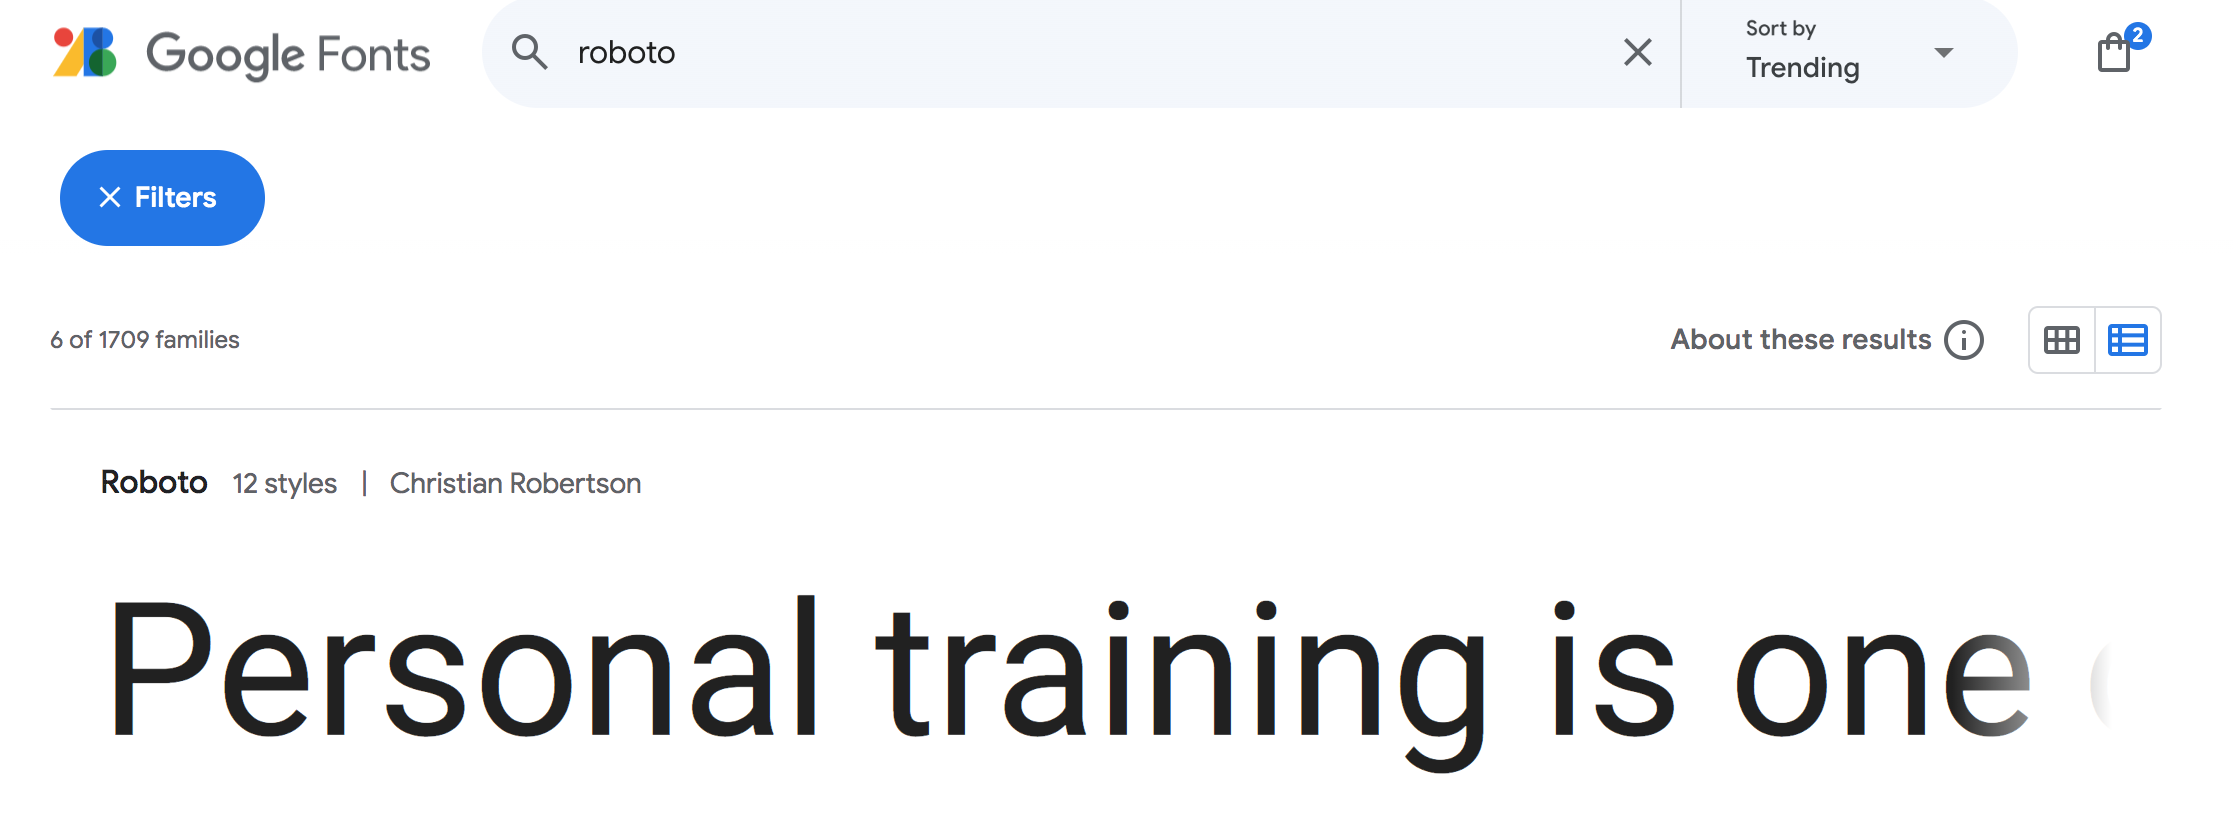 Google Fonts
roboto
Sort by
Trending
2
Filters
6 of 1709 families
About these results
Roboto 12 styles | Christian Robertson
Personal training is one